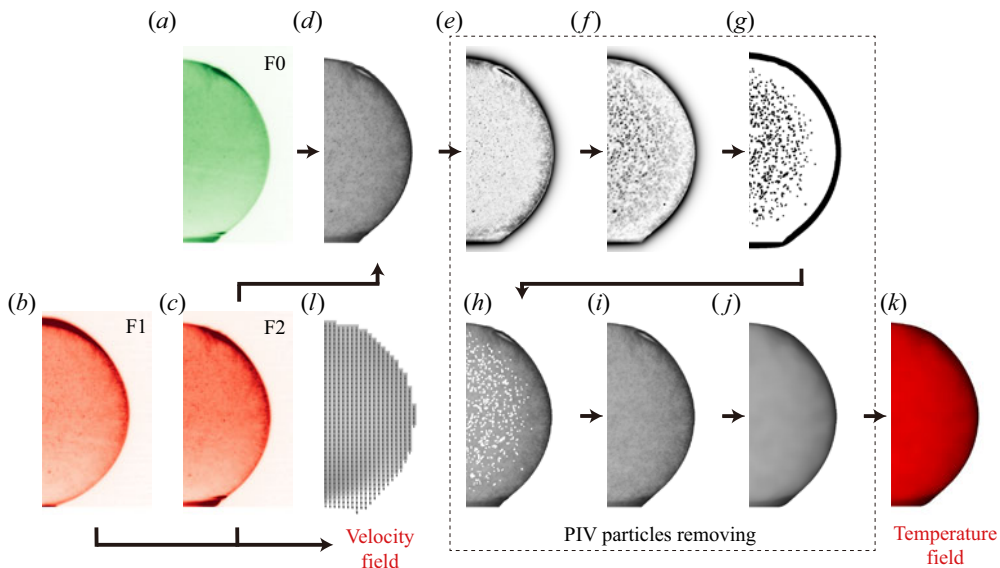 (a)
(d)
(e)
(f)
(g)
F0
(b)
(c)
(l)
(h)
(i)
(j)
(k)
F1
F2
Velocity
field
PIV particles removing
Temperature
field